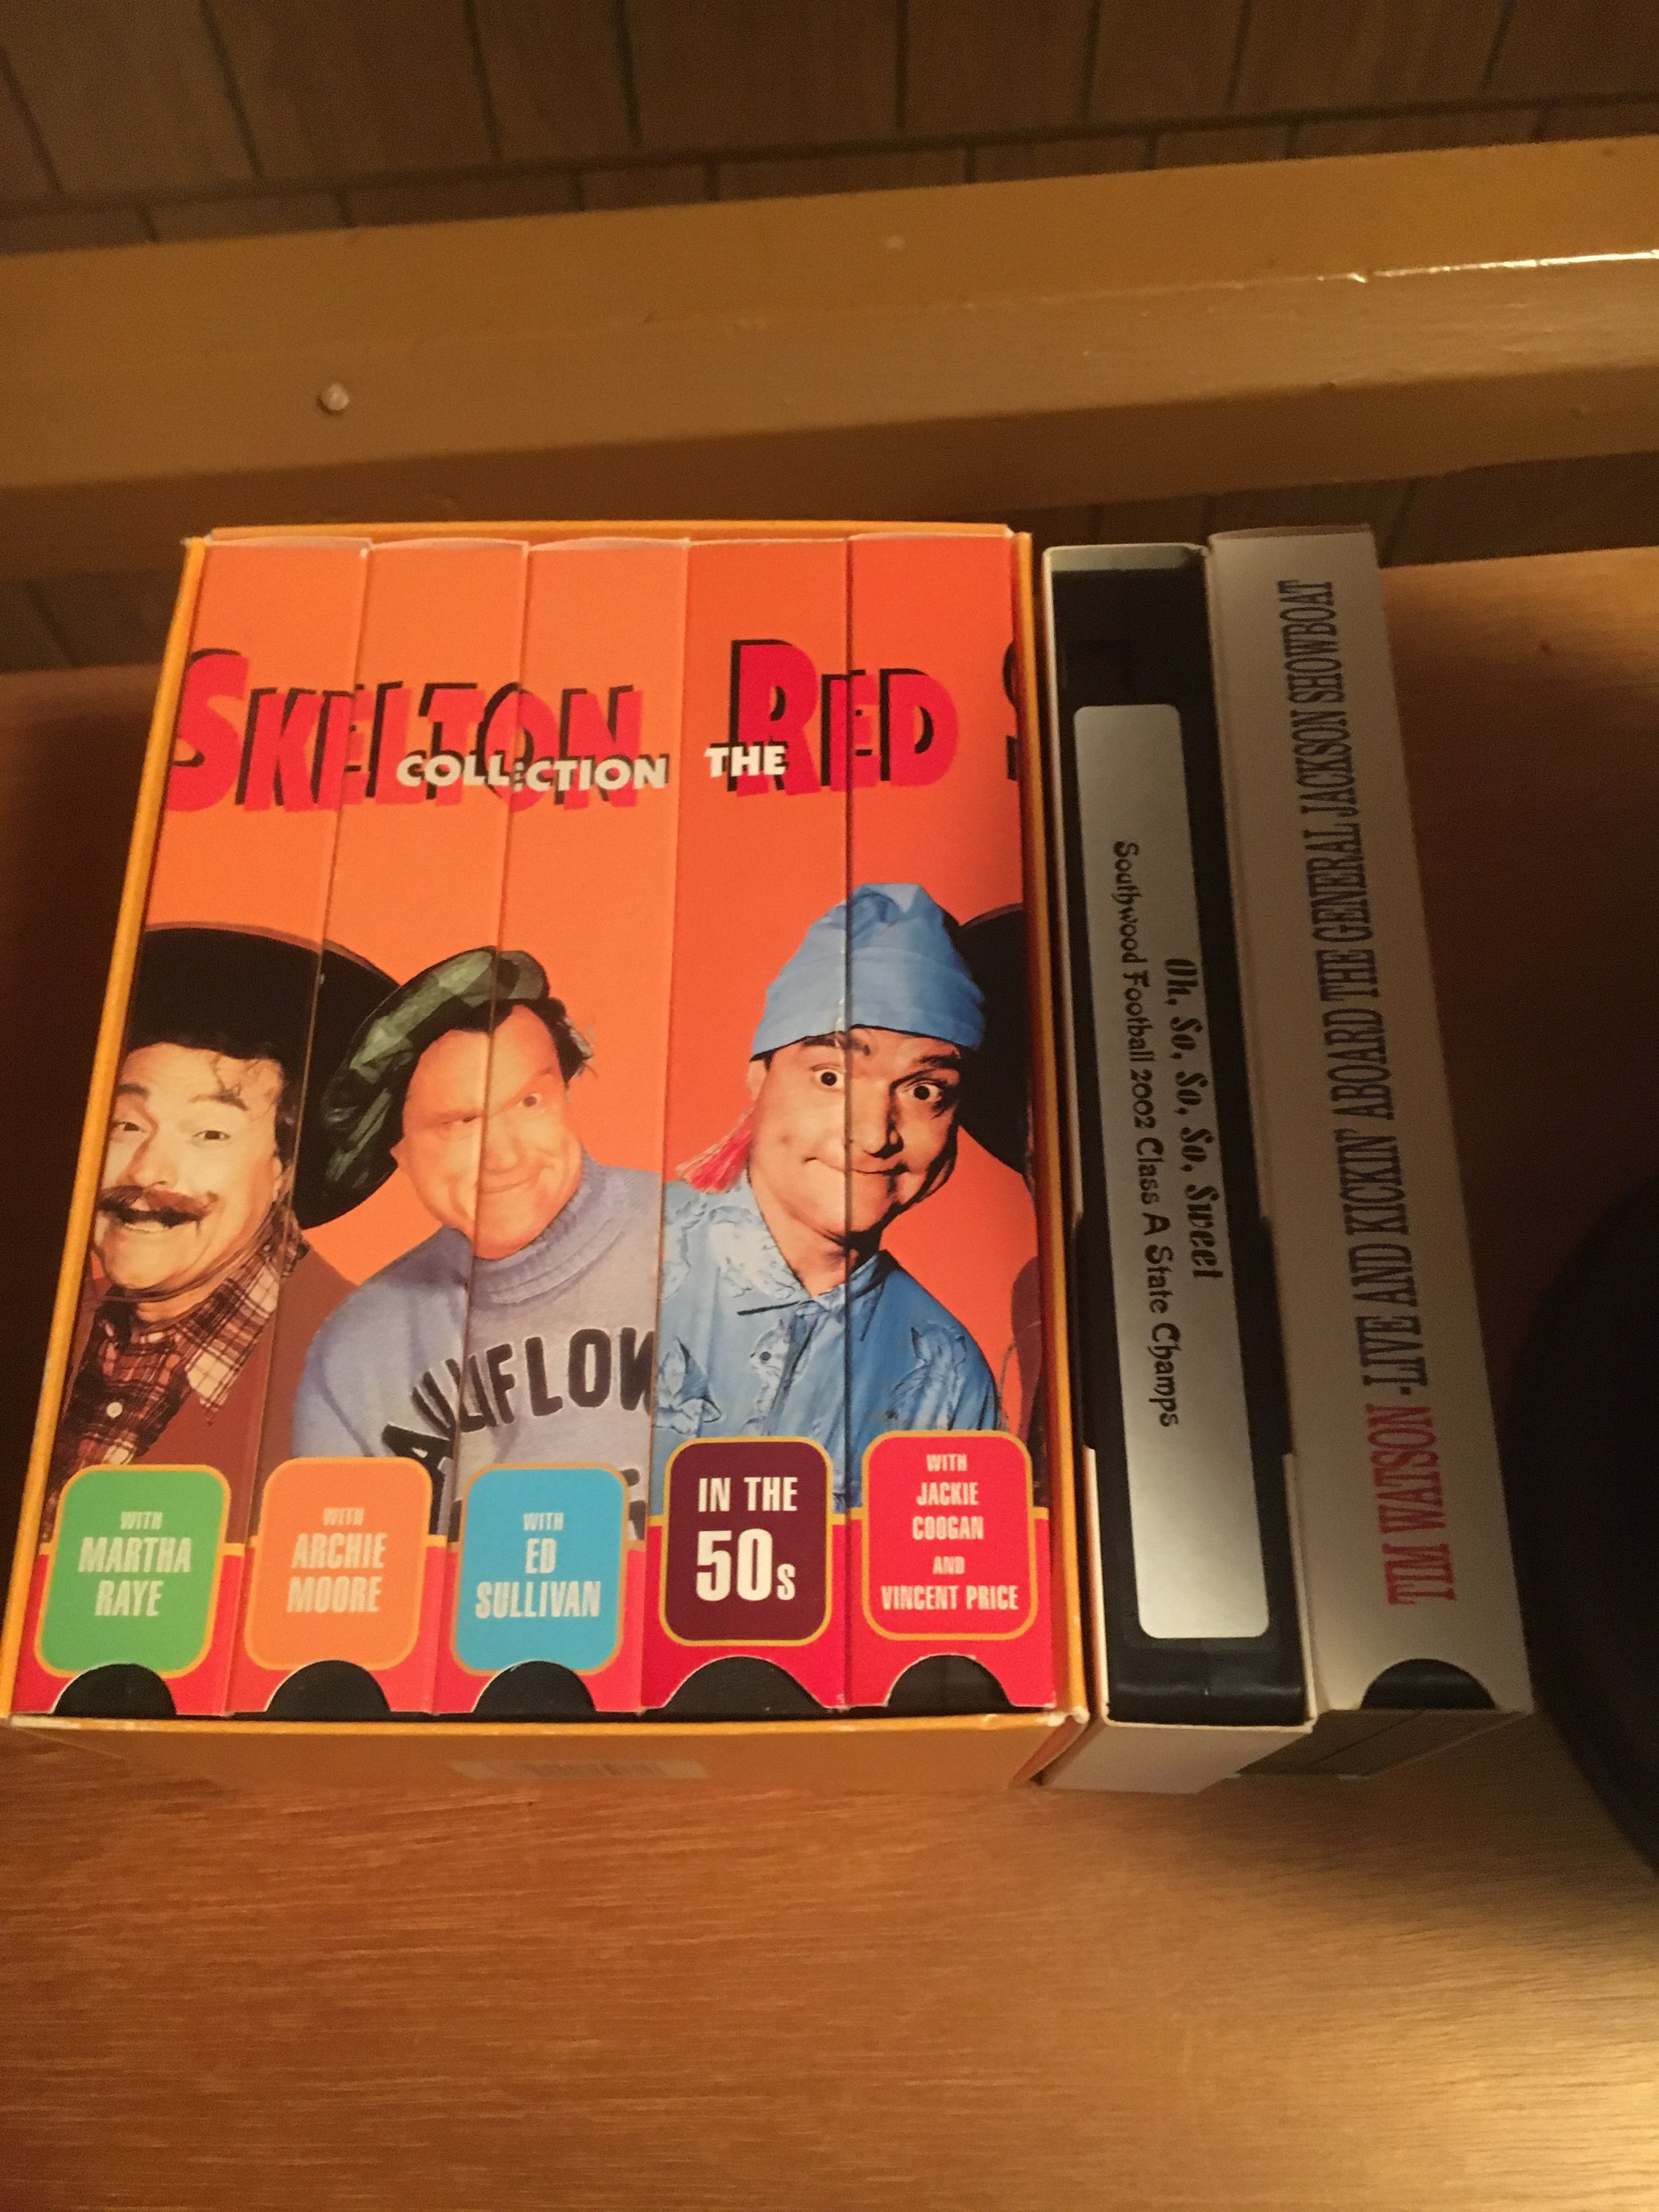 SKELTON
COLLECTION
THE
RED
AULIFLOW
WITH
MARTHA
RAYE
WITH
ARCHIE
MOORE
WITH
ED
SULLIVAN
IN THE
50s
WITH
JACKIE
COOGAN
AND
VINCENT PRICE
Oh, So, So, So, Sweet
Southwood Football 2002 Class A State Champs
TIM WATSON - LIVE AND KICKIN' ABOARD THE GENERAL JACKSON SHOWBOAT